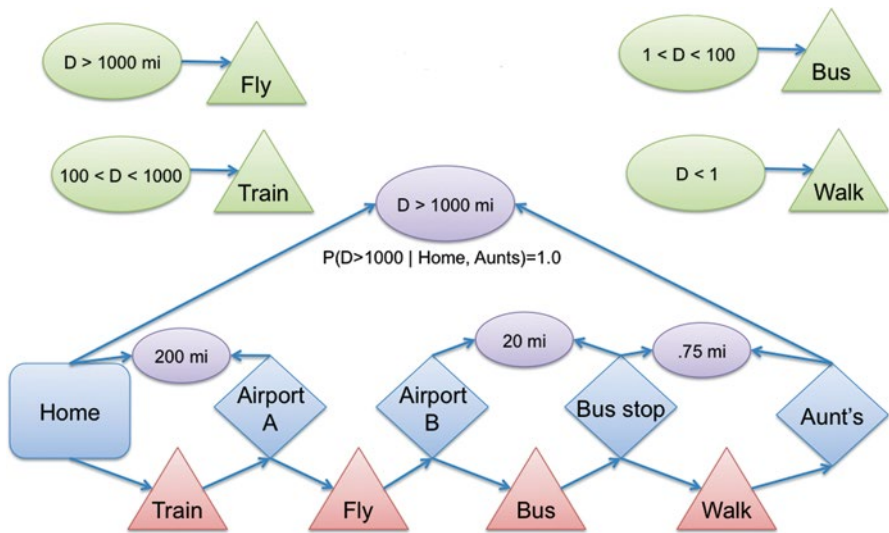 D > 1000 mi
Fly
1 < D < 100
Bus
100 < D < 1000
Train
D < 1
Walk
D > 1000 mi
P(D>1000 | Home, Aunts)=1.0
200 mi
20 mi
.75 mi
Home
Airport
A
Airport
B
Bus stop
Aunt's
Train
Fly
Bus
Walk